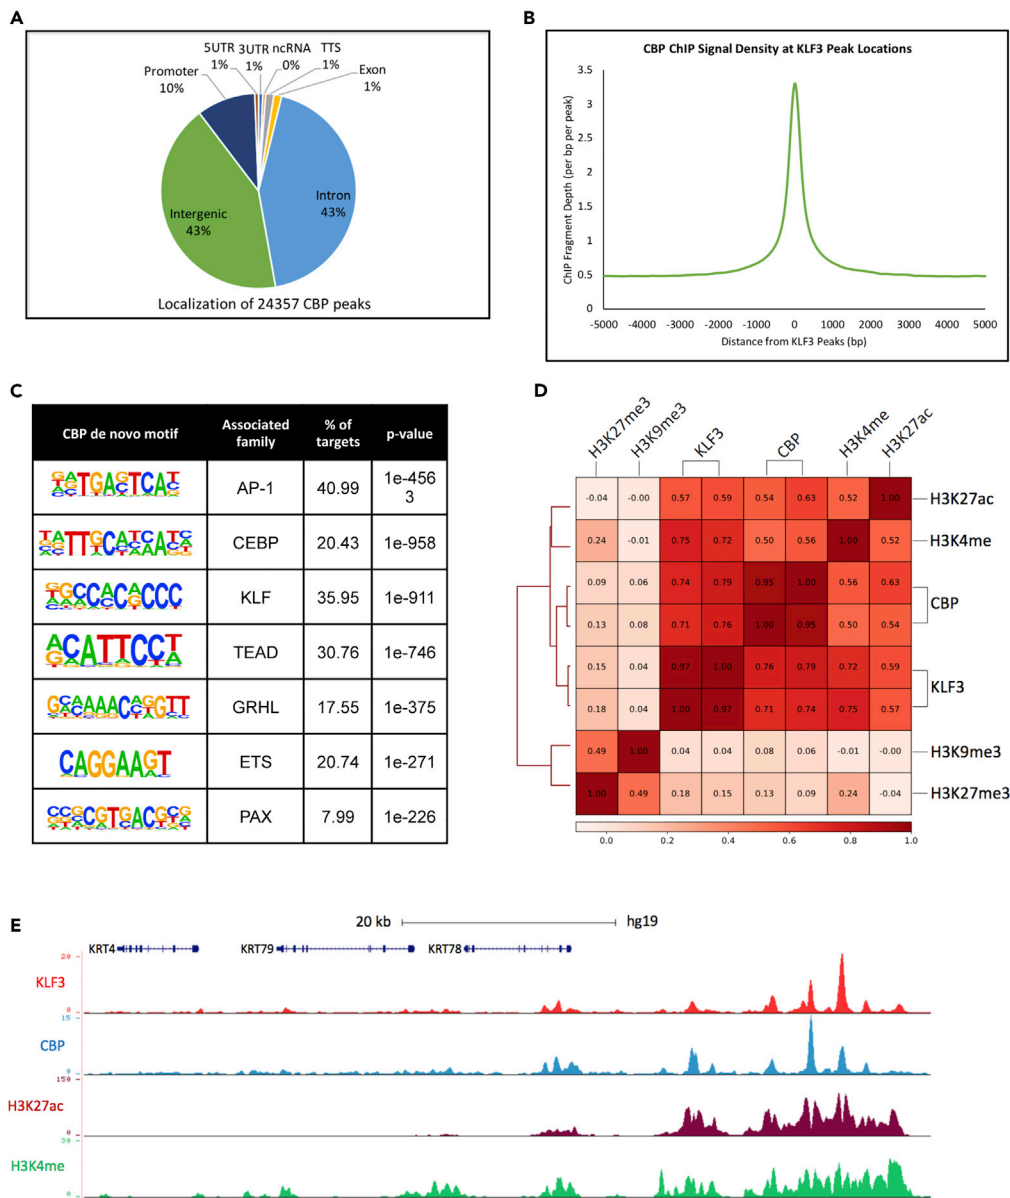 A
5UTR 3UTR ncRNA TTS
1% 1% 0% 1%
Promoter
10%
Exon
1%
Intron
43%
Intergenic
43%
Localization of 24357 CBP peaks
B
CBP ChIP Signal Density at KLF3 Peak Locations
ChIP Fragment Depth (per bp per peak)
3.5
3
2.5
2
1.5
1
0.5
0
-5000 -4000 -3000 -2000 -1000 0 1000 2000 3000 4000 5000
Distance from KLF3 Peaks (bp)
C
CBP de novo motif Associated family % of targets p-value
AP-1 40.99 1e-4563
CEBP 20.43 1e-958
KLF 35.95 1e-911
TEAD 30.76 1e-746
GRHL 17.55 1e-375
CAGGAAGT ETS 20.74 1e-271
PAX 7.99 1e-226
D
H3K27me3 H3K9me3 KLF3 CBP H3K4me H3K27ac
-0.04 -0.00 0.57 0.59 0.54 0.63 0.52 1.00 H3K27ac
0.24 -0.01 0.75 0.72 0.50 0.56 1.00 0.52 H3K4me
0.09 0.06 0.74 0.79 0.95 1.00 0.56 0.63
CBP
0.13 0.08 0.71 0.76 1.00 0.95 0.50 0.54
0.15 0.04 0.97 1.00 0.76 0.79 0.72 0.59
KLF3
0.18 0.04 1.00 0.97 0.71 0.74 0.75 0.57
0.49 1.00 0.04 0.04 0.08 0.06 -0.01 -0.00 H3K9me3
1.00 0.49 0.18 0.15 0.13 0.09 0.24 -0.04 H3K27me3
0.0 0.2 0.4 0.6 0.8 1.0
E
20 kb hg19
KRT4 KRT79 KRT78
20
KLF3
0
15
CBP
0
150
H3K27ac
0
30
H3K4me
0